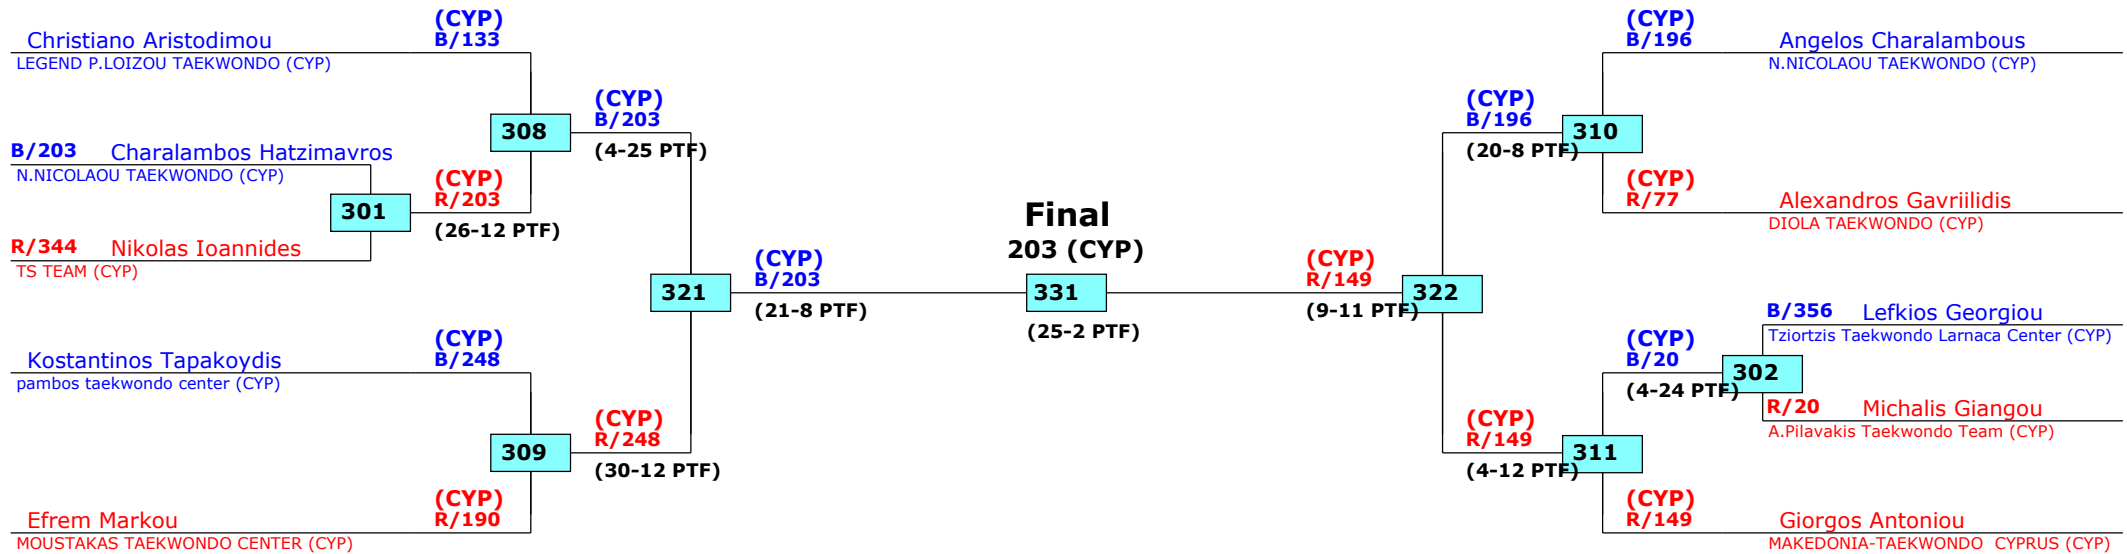 (CYP)
Christiano Aristodimou B/133
LEGEND P.LOIZOU TAEKWONDO (CYP)
(CYP)
B/203
308
(4-25 PTF)
B/203 Charalambos Hatzimavros
N.NICOLAOU TAEKWONDO (CYP)
(CYP)
R/203
301
(26-12 PTF)
R/344 Nikolas Ioannides
TS TEAM (CYP)
(CYP)
B/203
321
(21-8 PTF)
(CYP)
Kostantinos Tapakoydis B/248
pambos taekwondo center (CYP)
(CYP)
R/248
309
(30-12 PTF)
(CYP)
Efrem Markou R/190
MOUSTAKAS TAEKWONDO CENTER (CYP)
Final
203 (CYP)
331
(25-2 PTF)
(CYP)
B/196 Angelos Charalambous
N.NICOLAOU TAEKWONDO (CYP)
(CYP)
B/196
310
(20-8 PTF)
(CYP)
R/77 Alexandros Gavriilidis
DIOLA TAEKWONDO (CYP)
(CYP)
R/149
322
(9-11 PTF)
B/356 Lefkios Georgiou
Tziortzis Taekwondo Larnaca Center (CYP)
(CYP)
B/20
302
(4-24 PTF)
R/20 Michalis Giangou
A.Pilavakis Taekwondo Team (CYP)
(CYP)
R/149
311
(4-12 PTF)
(CYP)
R/149 Giorgos Antoniou
MAKEDONIA-TAEKWONDO CYPRUS (CYP)